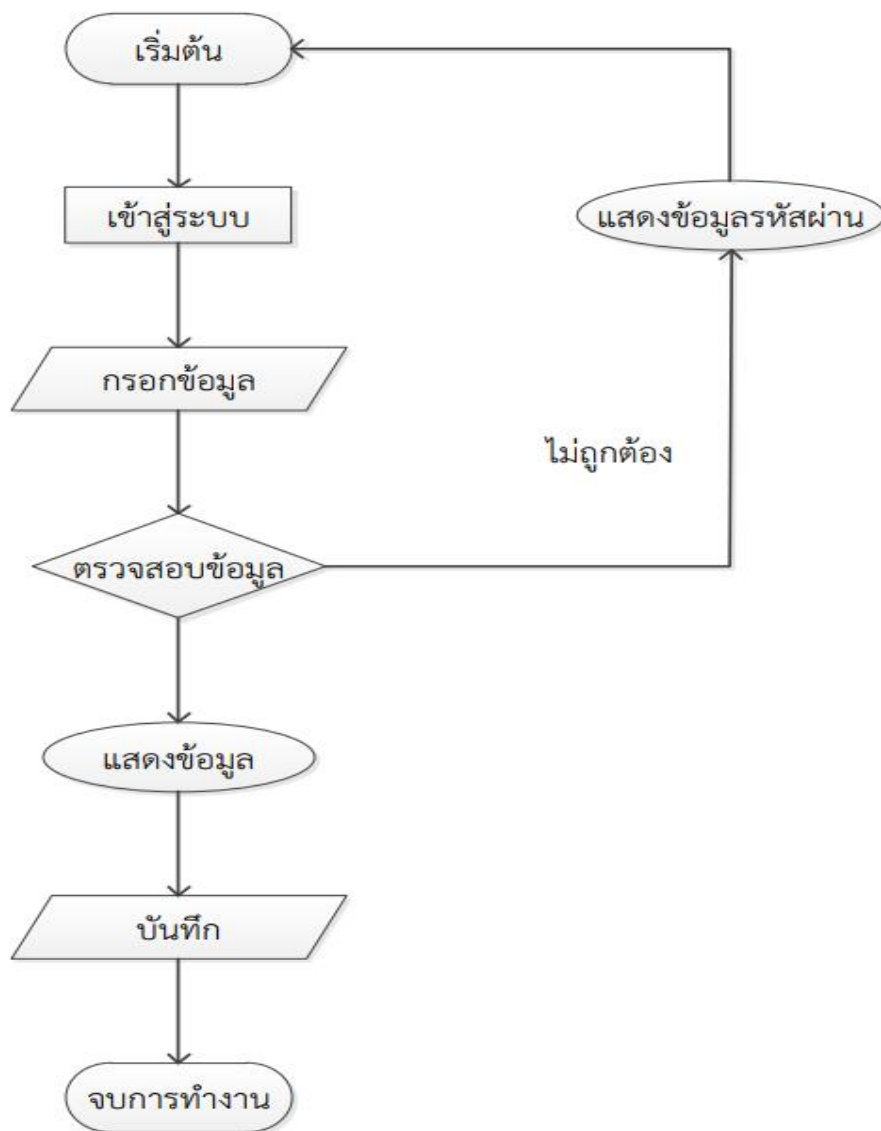 เริ่มต้น
เข้าสู่ระบบ
แสดงข้อมูลรหัสผ่าน
กรอกข้อมูล
ไม่ถูกต้อง
ตรวจสอบข้อมูล
แสดงข้อมูล
บันทึก
จบการทำงาน